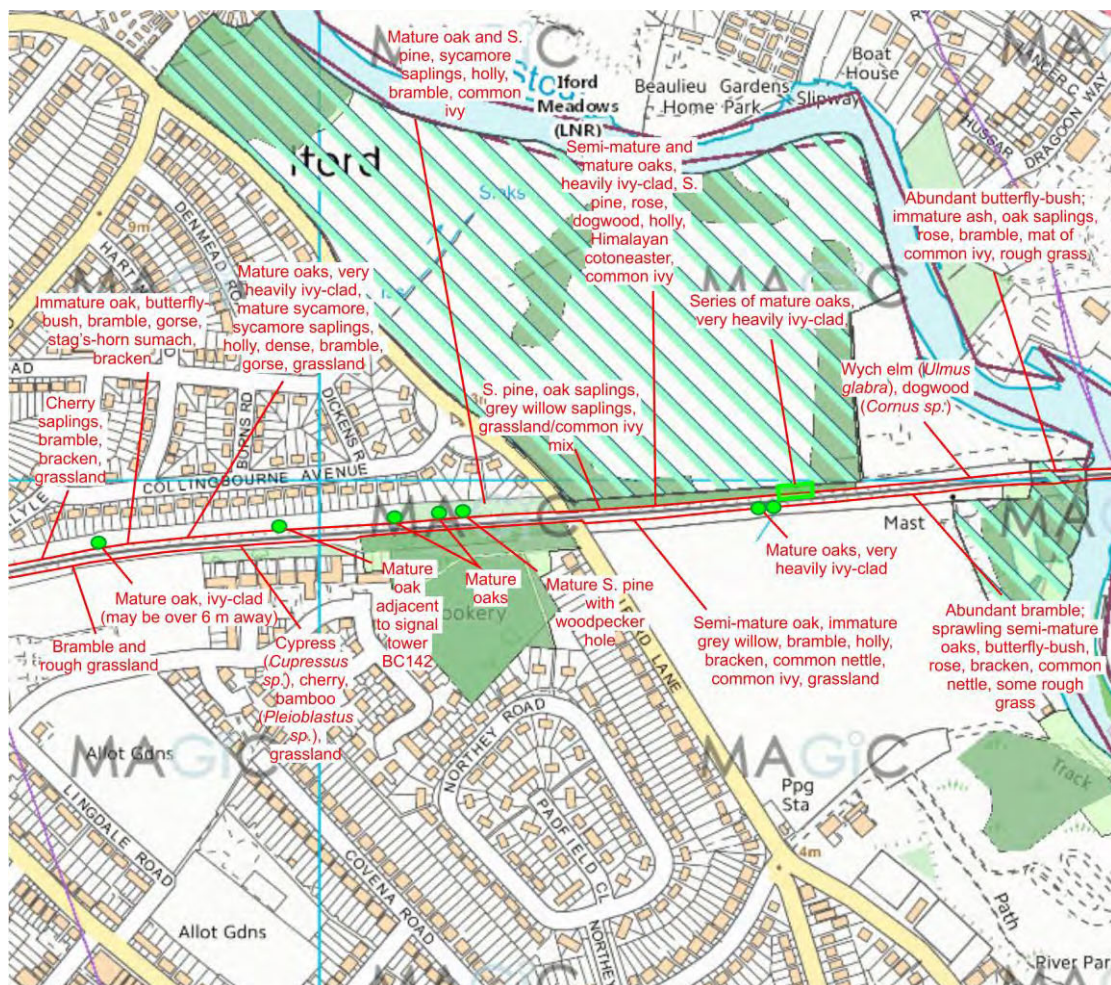 MAGiC
MAGiC
Mature oak and S.
pine, sycamore
saplings, holly,
bramble, common
ivy
Iford
Meadows
(LNR)
Beaulieu Gardens
Home Park
Boat
House
Slipway
HUSSAR
DRAGOON WAY
Iford
9m
DENMEAD
HART
Semi-mature and
mature oaks,
heavily ivy-clad, S.
pine, rose,
dogwood, holly,
Himalayan
cotoneaster,
common ivy
Abundant butterfly-bush;
immature ash, oak saplings,
rose, bramble, mat of
common ivy, rough grass
Mature oaks, very
heavily ivy-clad,
mature sycamore,
sycamore saplings,
holly, dense, bramble,
gorse, grassland
Immature oak, butterfly-
bush, bramble, gorse,
stag's-horn sumach,
bracken
MAGiC
MAGiC
Series of mature oaks,
very heavily ivy-clad,
Wych elm (Ulmus
glabra), dogwood
(Cornus sp.)
S. pine, oak saplings,
grey willow saplings,
grassland/common ivy
mix
Cherry
saplings,
bramble,
bracken,
grassland
BURNS RD
DICKENS R
COLLINGBOURNE AVENUE
Mast
Mature oak, ivy-clad
(may be over 6 m away)
Bramble and
rough grassland
Cypress
(Cupressus
sp.), cherry,
bamboo
(Pleioblastus
sp.),
grassland
Mature
oak
adjacent
to signal
tower
BC142
Mature
oaks
Mature S. pine
with
woodpecker
hole
Mature oaks, very
heavily ivy-clad
Semi-mature oak, immature
grey willow, bramble, holly,
bracken, common nettle,
common ivy, grassland
Abundant bramble;
sprawling semi-mature
oaks, butterfly-bush,
rose, bracken, common
nettle, some rough
grass
LANE
MAGiC
MAGiC
Allot Gdns
LINGDALE ROAD
NORTHEY ROAD
PADFIELD CL
NORTHEY
COVENA ROAD
Ppg
Sta
4m
Track
Path
Allot Gdns
River Par
MAGiC